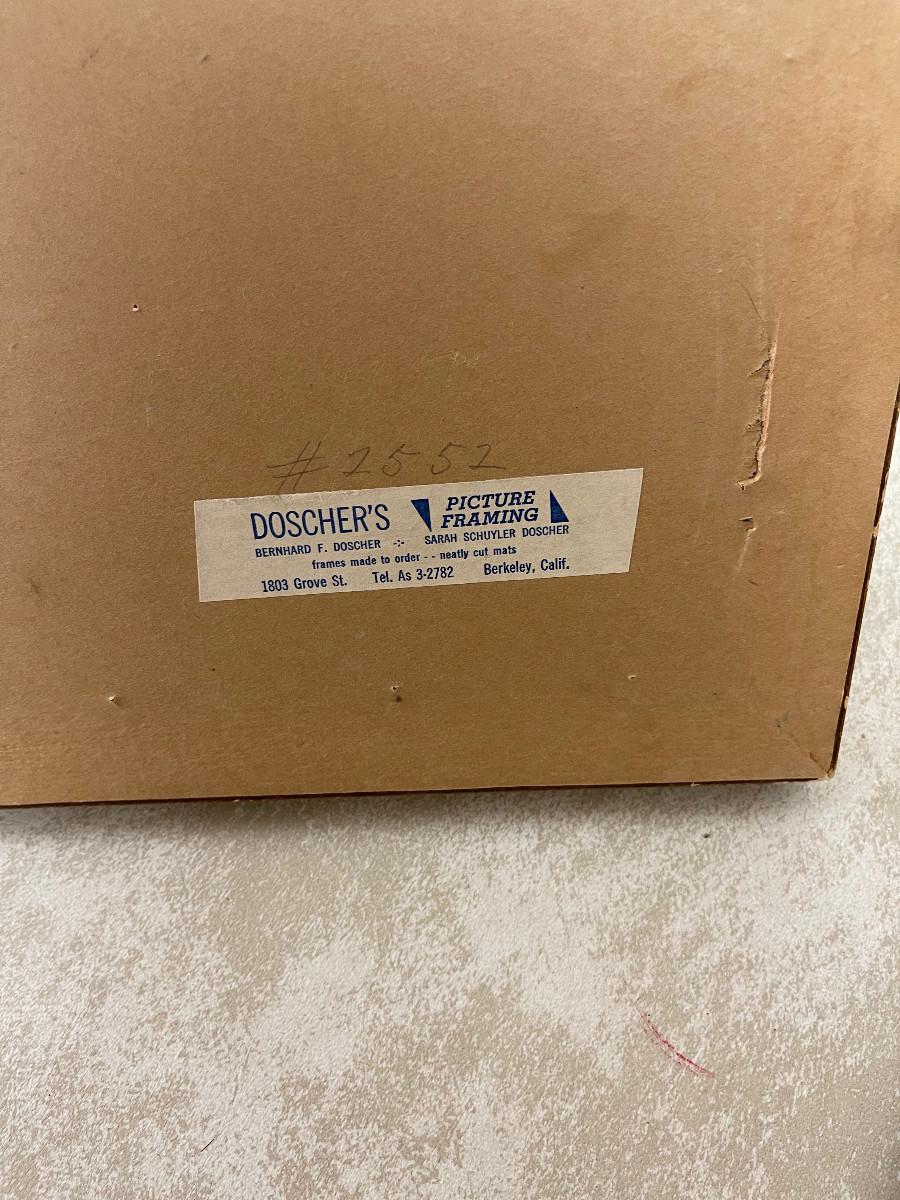 # 2552
DOSCHER'S PICTURE FRAMING
BERNHARD F. DOSCHER -:- SARAH SCHUYLER DOSCHER
frames made to order - - neatly cut mats
1803 Grove St. Tel. As 3-2782 Berkeley, Calif.